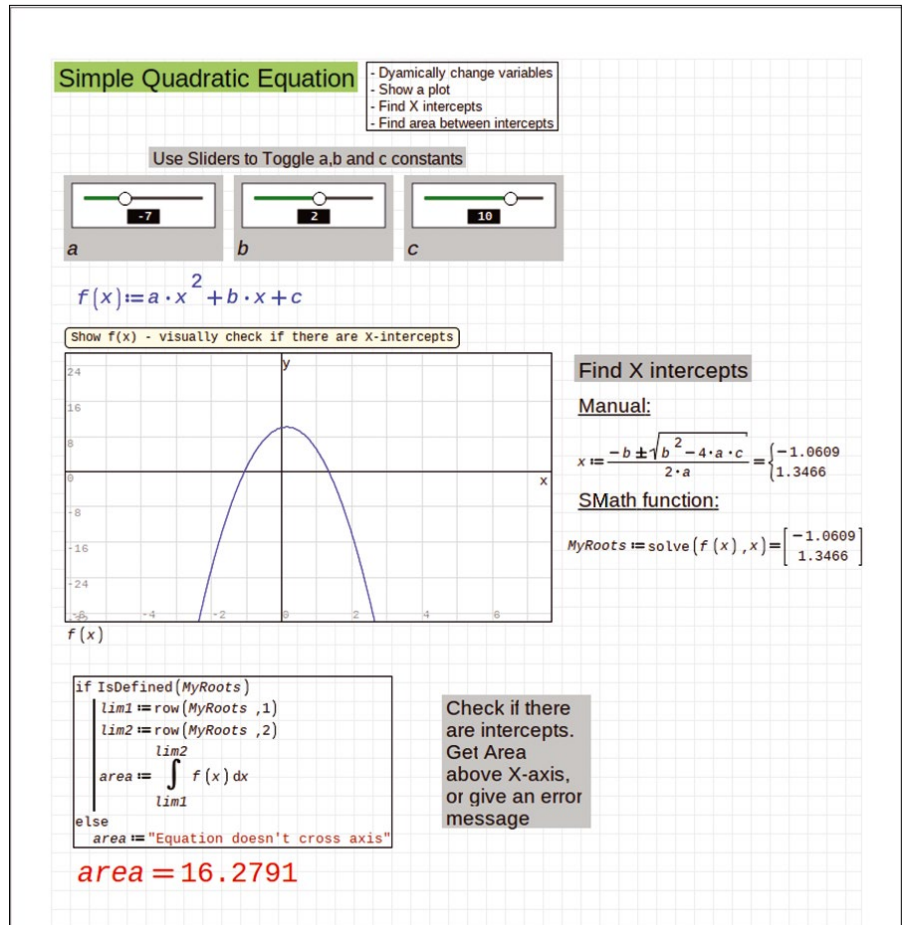 Simple Quadratic Equation
- Dyamically change variables
- Show a plot
- Find X intercepts
- Find area between intercepts
Use Sliders to Toggle a,b and c constants
-7
2
10
a
b
c
f(x):=a·x²+b·x+c
Show f(x) - visually check if there are X-intercepts
y
24
16
8
0
x
-8
-16
-24
-6
-4
-2
0
2
4
6
f(x)
Find X intercepts
Manual:
x:=(-b±√(b²-4·a·c))/(2·a)={-1.0609
1.3466
SMath function:
MyRoots:=solve(f(x),x)=[-1.0609
1.3466]
if IsDefined(MyRoots)
lim1:=row(MyRoots ,1)
lim2:=row(MyRoots ,2)
lim2
area:= ∫ f(x)dx
lim1
else
area:="Equation doesn't cross axis"
Check if there
are intercepts.
Get Area
above X-axis,
or give an error
message
area=16.2791